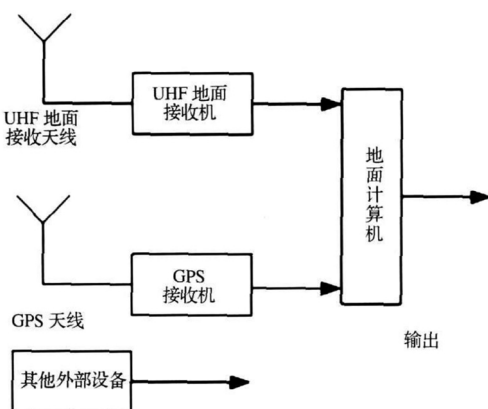 UHF 地面
接收天线
UHF 地面
接收机
地面计算机
GPS 天线
GPS
接收机
输出
其他外部设备